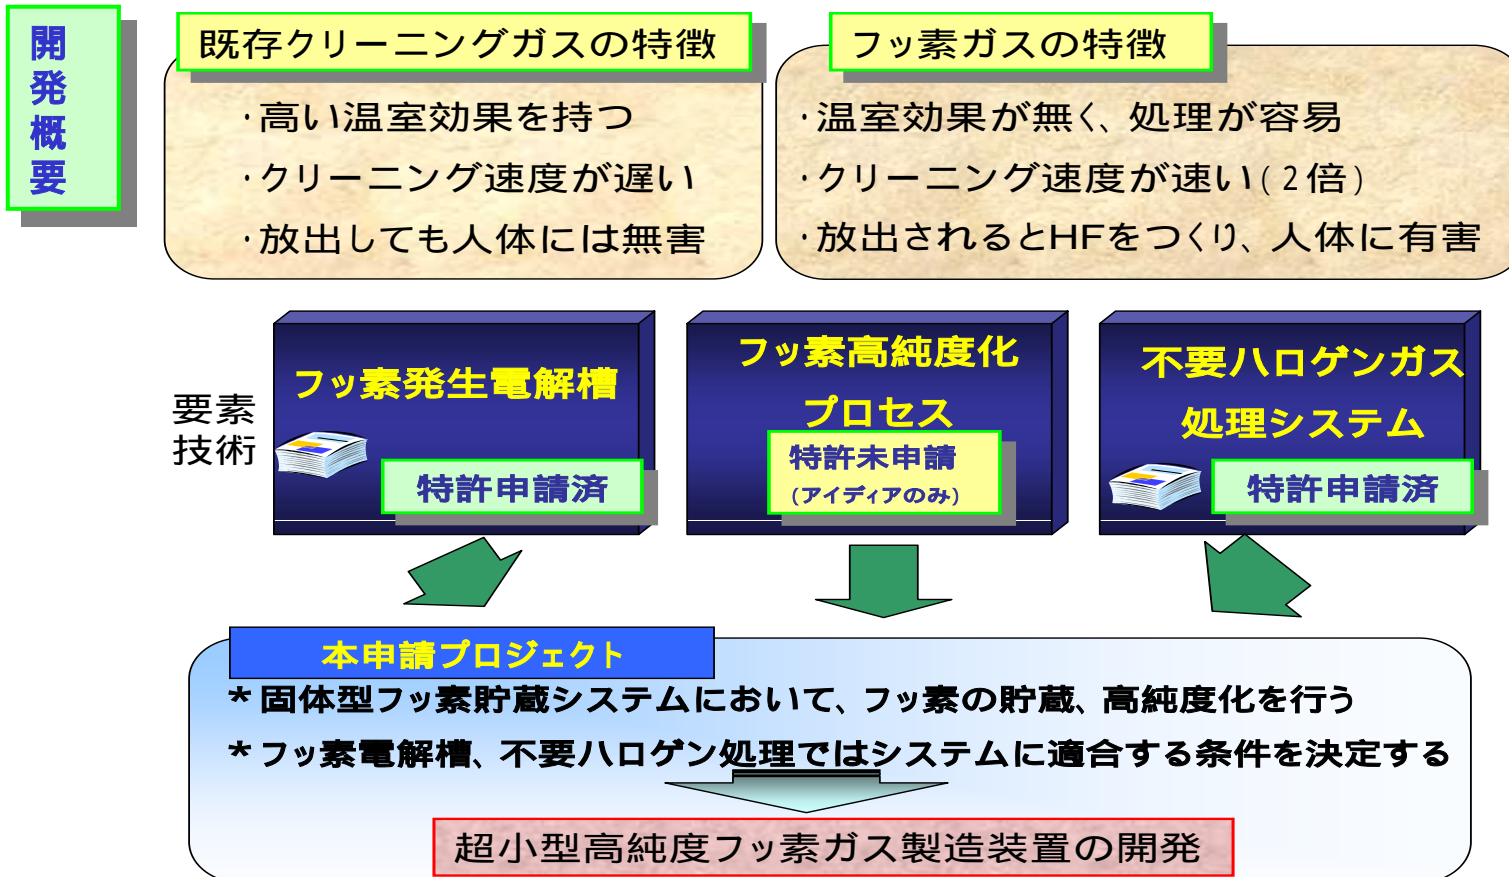 開発概要
既存クリーニングガスの特徴
・高い温室効果を持つ
・クリーニング速度が遅い
・放出しても人体には無害
フッ素ガスの特徴
・温室効果が無く、処理が容易
・クリーニング速度が速い(2倍)
・放出されるとHFをつくり、人体に有害
要素
技術
フッ素発生電解槽
特許申請済
フッ素高純度化
プロセス
特許未申請
(アイディアのみ)
不要ハロゲンガス
処理システム
特許申請済
本申請プロジェクト
*固体型フッ素貯蔵システムにおいて、フッ素の貯蔵、高純度化を行う
*フッ素電解槽、不要ハロゲン処理ではシステムに適合する条件を決定する
超小型高純度フッ素ガス製造装置の開発